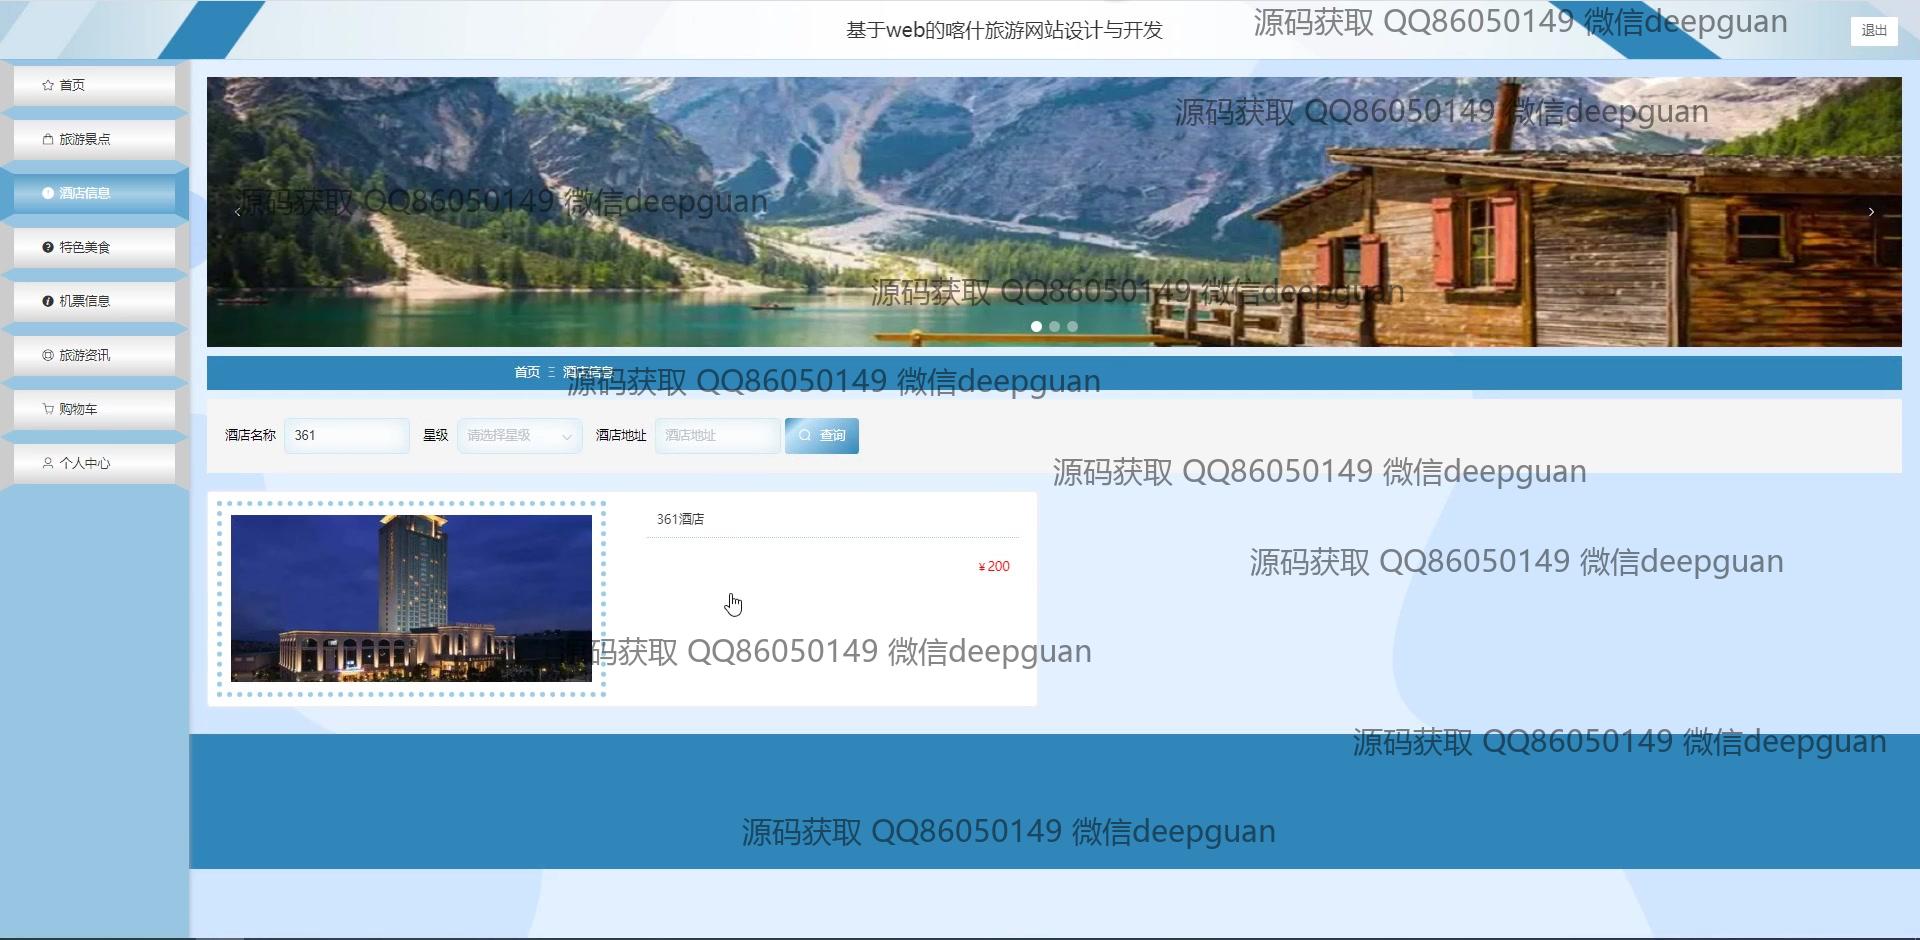 基于web的喀什旅游网站设计与开发
源码获取 QQ86050149 微信deepguan
退出
首页
旅游景点
酒店信息
特色美食
机票信息
旅游资讯
购物车
个人中心
源码获取 QQ86050149 微信deepguan
源码获取 QQ86050149 微信deepguan
源码获取 QQ86050149 微信deepguan
首页 Ξ 酒店信息
源码获取 QQ86050149 微信deepguan
酒店名称 361 星级 请选择星级 酒店地址 酒店地址 查询
源码获取 QQ86050149 微信deepguan
361酒店
¥200
源码获取 QQ86050149 微信deepguan
码获取 QQ86050149 微信deepguan
源码获取 QQ86050149 微信deepguan
源码获取 QQ86050149 微信deepguan